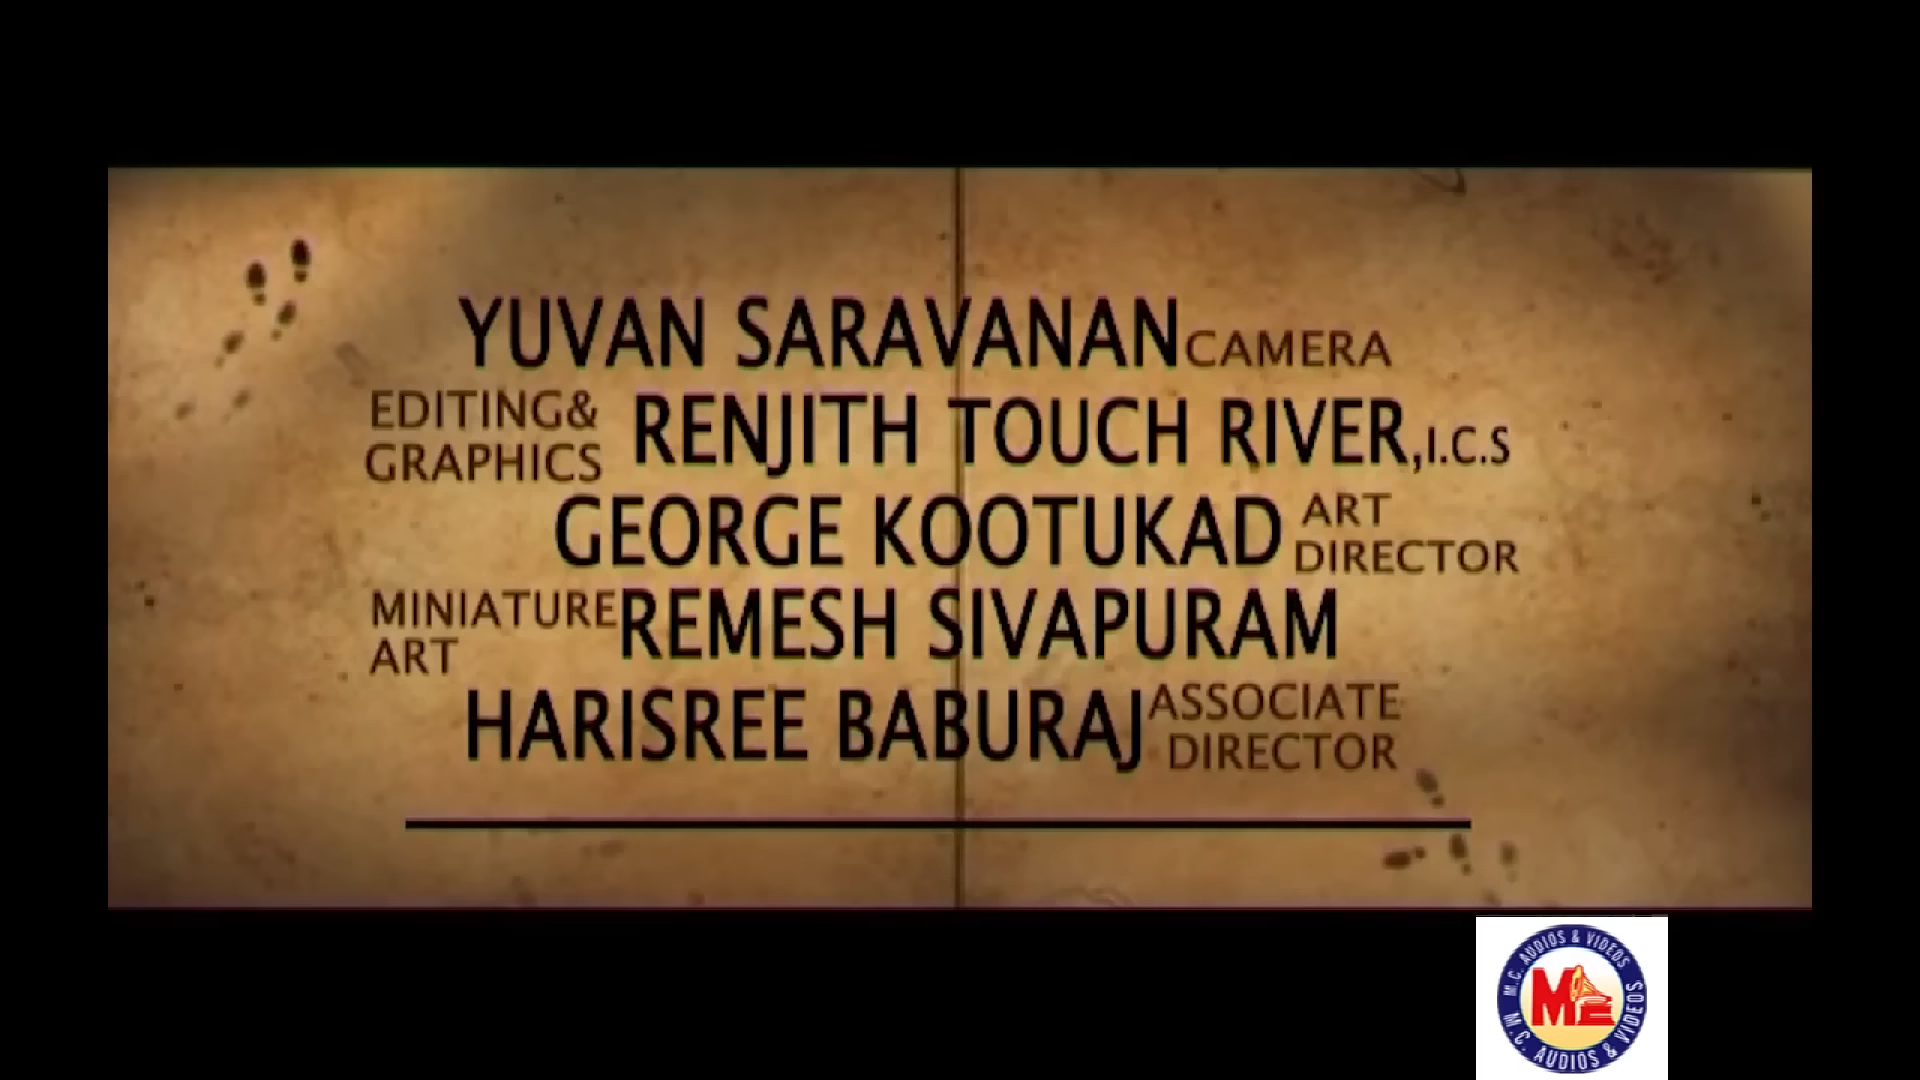 YUVAN SARAVANAN CAMERA
EDITING&
GRAPHICS
RENJITH TOUCH RIVER,I.C.S
GEORGE KOOTUKAD
ART
DIRECTOR
MINIATURE
ART
REMESH SIVAPURAM
HARISREE BABURAJ
ASSOCIATE
DIRECTOR
M.C. AUDIOS & VIDEOS
M.C. AUDIOS & VIDEOS